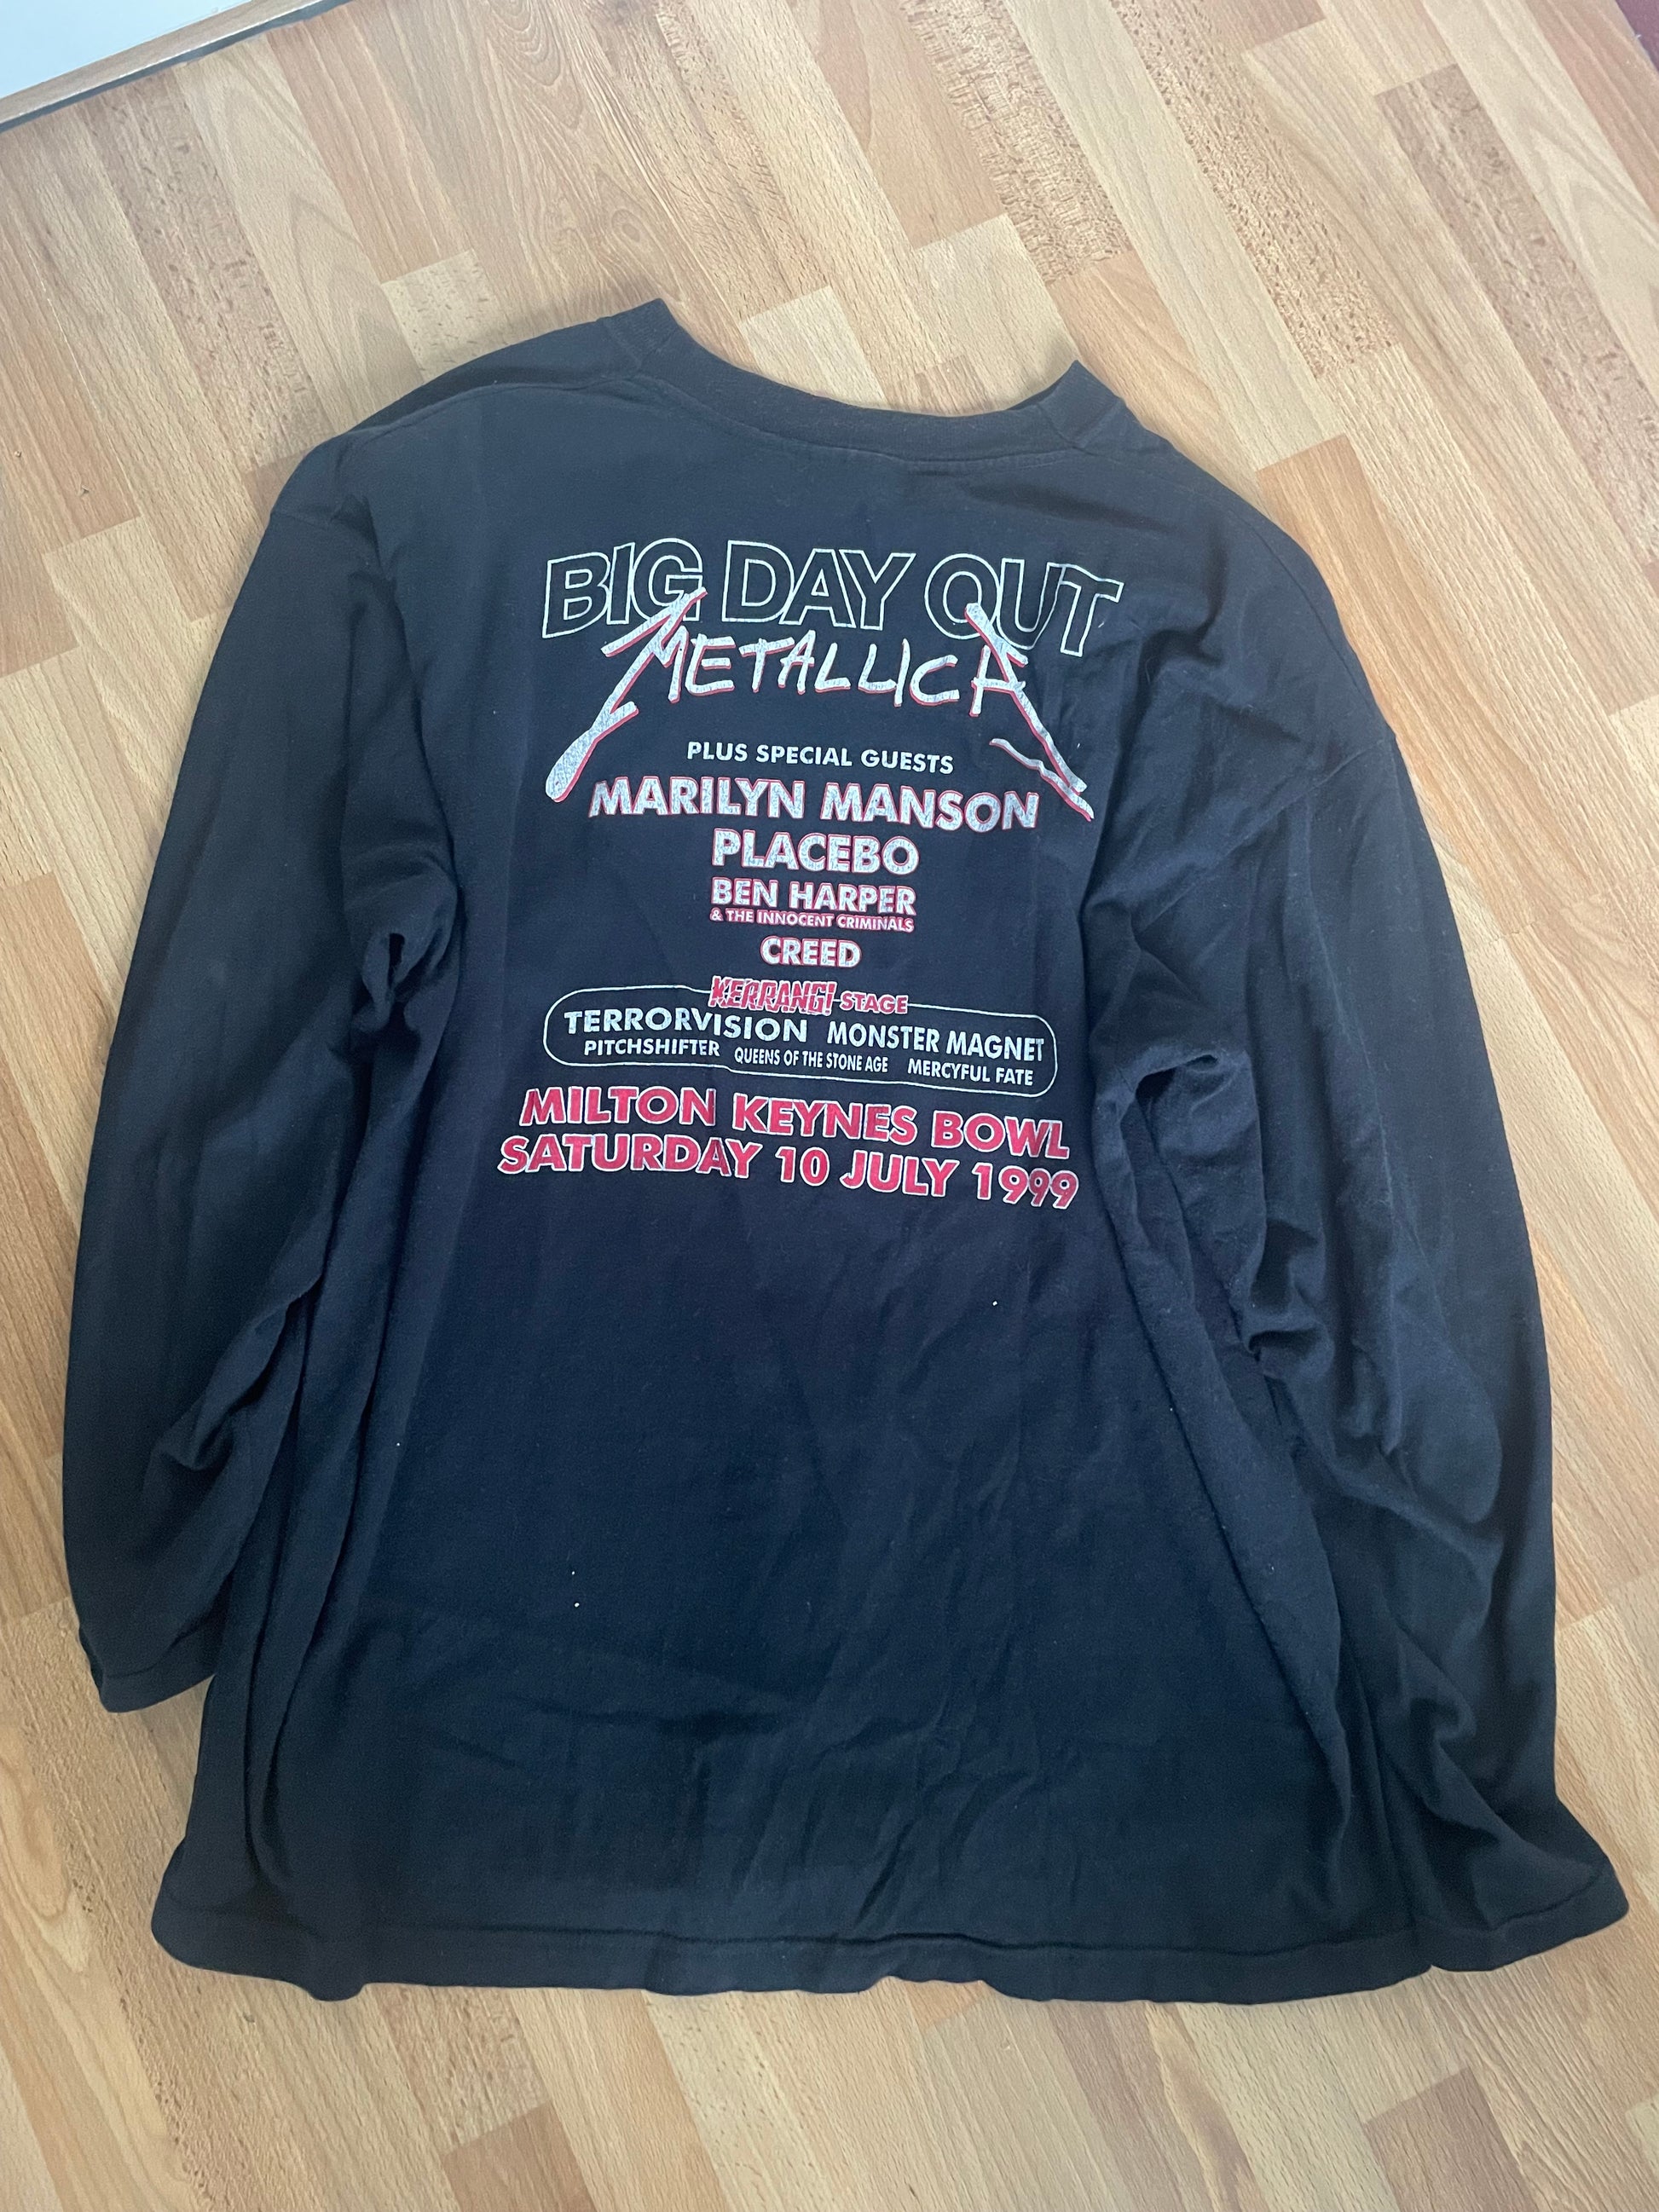 BIG DAY OUT
METALLICA
PLUS SPECIAL GUESTS
MARILYN MANSON
PLACEBO
BEN HARPER
& THE INNOCENT CRIMINALS
CREED
KERRANG! STAGE
TERRORVISION MONSTER MAGNET
PITCHSHIFTER QUEENS OF THE STONE AGE MERCYFUL FATE
MILTON KEYNES BOWL
SATURDAY 10 JULY 1999